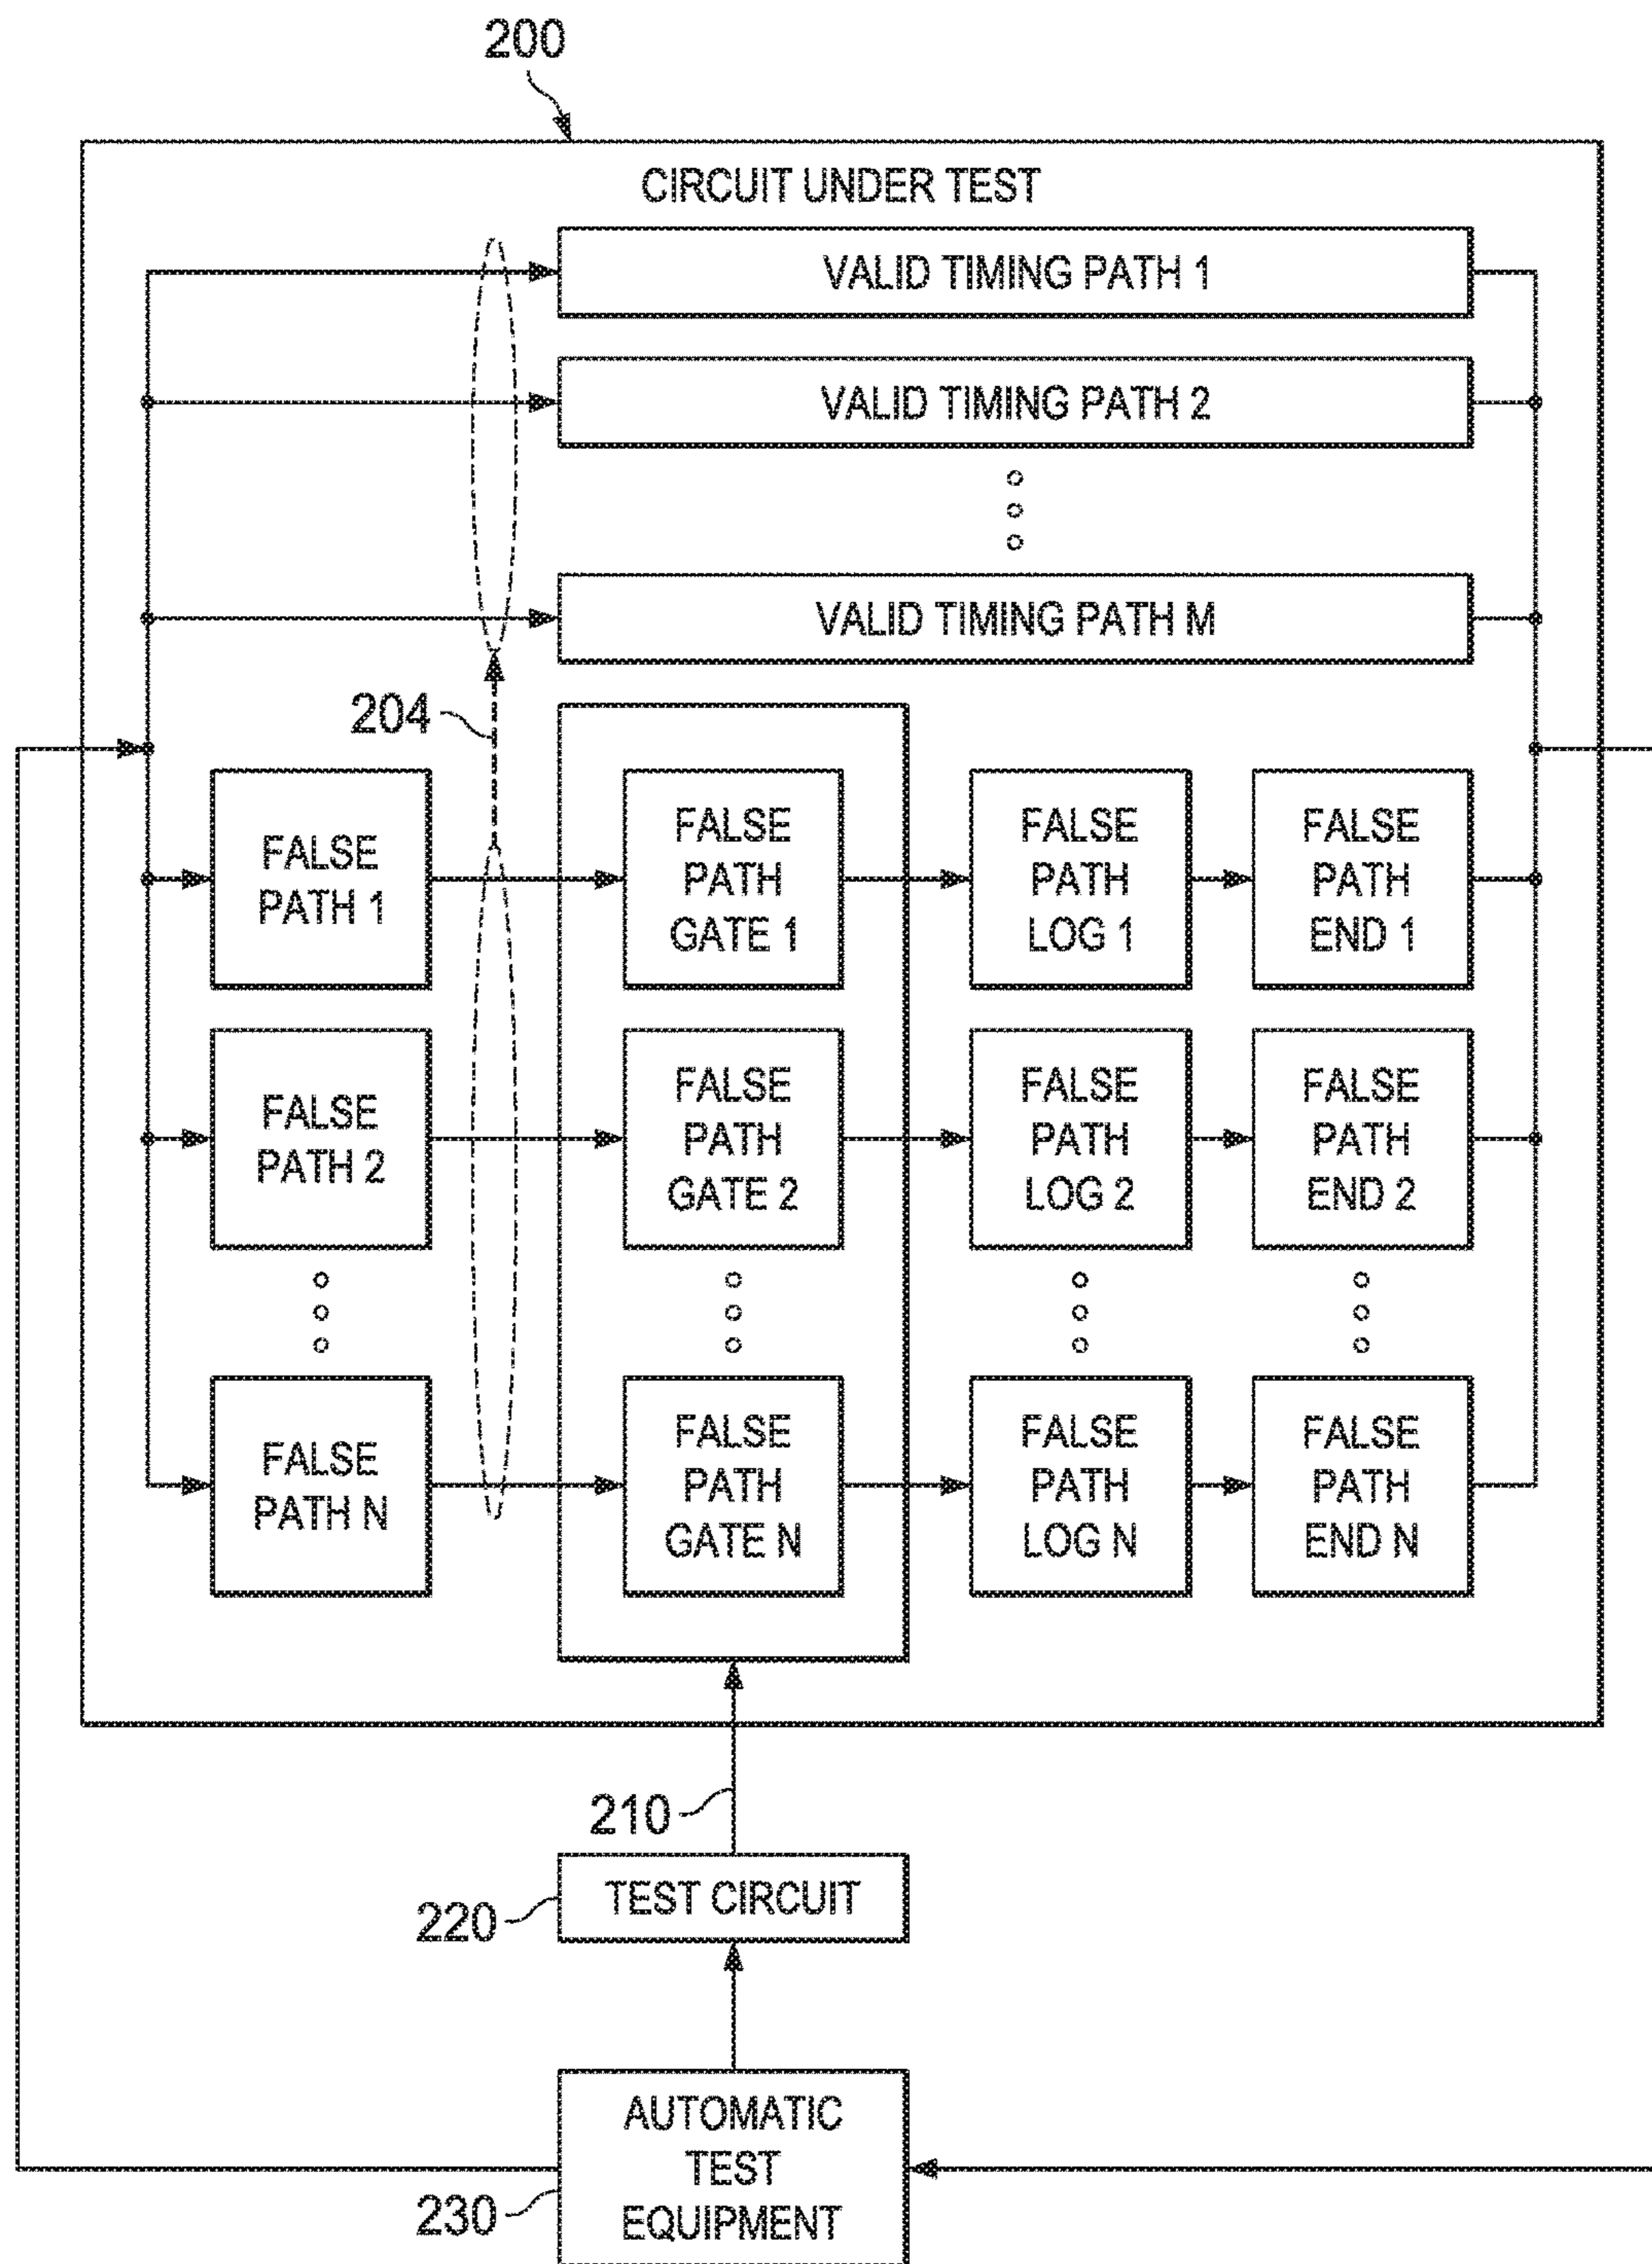 200
CIRCUIT UNDER TEST
VALID TIMING PATH 1
VALID TIMING PATH 2
VALID TIMING PATH M
204
FALSE
PATH 1
FALSE
PATH
GATE 1
FALSE
PATH
LOG 1
FALSE
PATH
END 1
FALSE
PATH 2
FALSE
PATH
GATE 2
FALSE
PATH
LOG 2
FALSE
PATH
END 2
FALSE
PATH N
FALSE
PATH
GATE N
FALSE
PATH
LOG N
FALSE
PATH
END N
210
220
TEST CIRCUIT
230
AUTOMATIC
TEST
EQUIPMENT